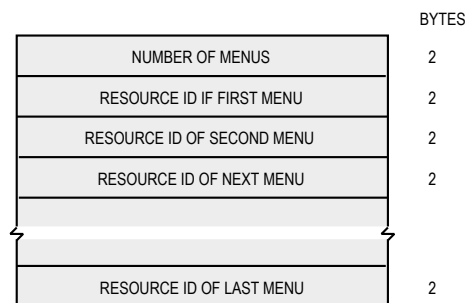 BYTES
NUMBER OF MENUS 2
RESOURCE ID IF FIRST MENU 2
RESOURCE ID OF SECOND MENU 2
RESOURCE ID OF NEXT MENU 2
RESOURCE ID OF LAST MENU 2